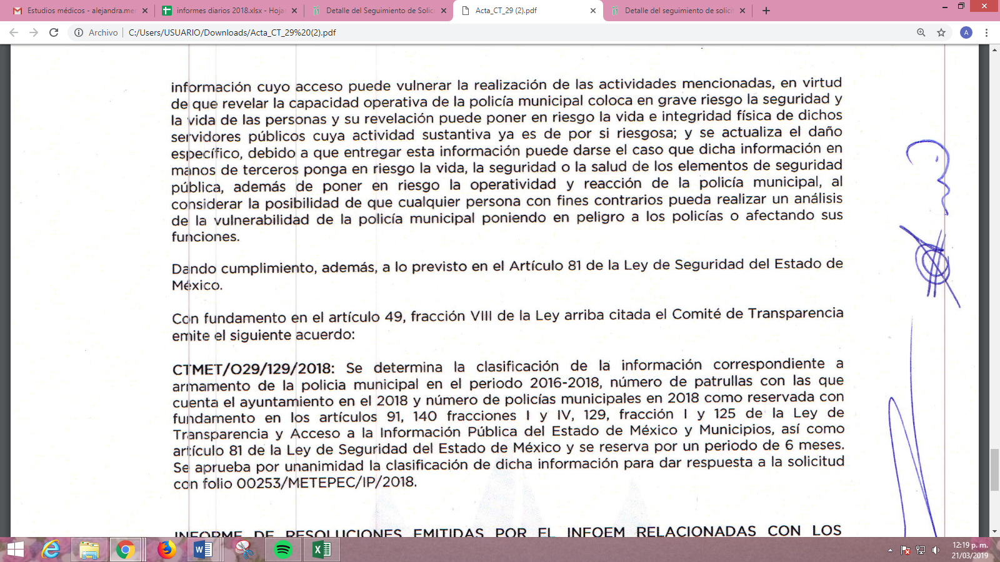 Estudios médicos - alejandra.mer
informes diarios 2018.xlsx - Hoja
Detalle del Seguimiento de Solic
Acta_CT_29 (2).pdf
Detalle del seguimiento de solicit
Archivo
C:/Users/USUARIO/Downloads/Acta_CT_29%20(2).pdf
A
información cuyo acceso puede vulnerar la realización de las actividades mencionadas, en virtud
de que revelar la capacidad operativa de la policía municipal coloca en grave riesgo la seguridad y
la vida de las personas y su revelación puede poner en riesgo la vida e integridad física de dichos
servidores públicos cuya actividad sustantiva ya es de por si riesgosa; y se actualiza el daño
específico, debido a que entregar esta información puede darse el caso que dicha información en
manos de terceros ponga en riesgo la vida, la seguridad o la salud de los elementos de seguridad
pública, además de poner en riesgo la operatividad y reacción de la policía municipal, al
considerar la posibilidad de que cualquier persona con fines contrarios pueda realizar un análisis
de la vulnerabilidad de la policía municipal poniendo en peligro a los policías o afectando sus
funciones.
Dando cumplimiento, además, a lo previsto en el Artículo 81 de la Ley de Seguridad del Estado de
México.
Con fundamento en el artículo 49, fracción VIII de la Ley arriba citada el Comité de Transparencia
emite el siguiente acuerdo:
CTMET/O29/129/2018: Se determina la clasificación de la información correspondiente a
armamento de la policia municipal en el periodo 2016-2018, número de patrullas con las que
cuenta el ayuntamiento en el 2018 y número de policías municipales en 2018 como reservada con
fundamento en los artículos 91, 140 fracciones I y IV, 129, fracción I y 125 de la Ley de
Transparencia y Acceso a la Información Pública del Estado de México y Municipios, así como
artículo 81 de la Ley de Seguridad del Estado de México y se reserva por un periodo de 6 meses.
Se aprueba por unanimidad la clasificación de dicha información para dar respuesta a la solicitud
con folio 00253/METEPEC/IP/2018.
INFORME DE RESOLUCIONES EMITIDAS POR EL INFOEM RELACIONADAS CON LOS
12:19 p. m.
21/03/2019